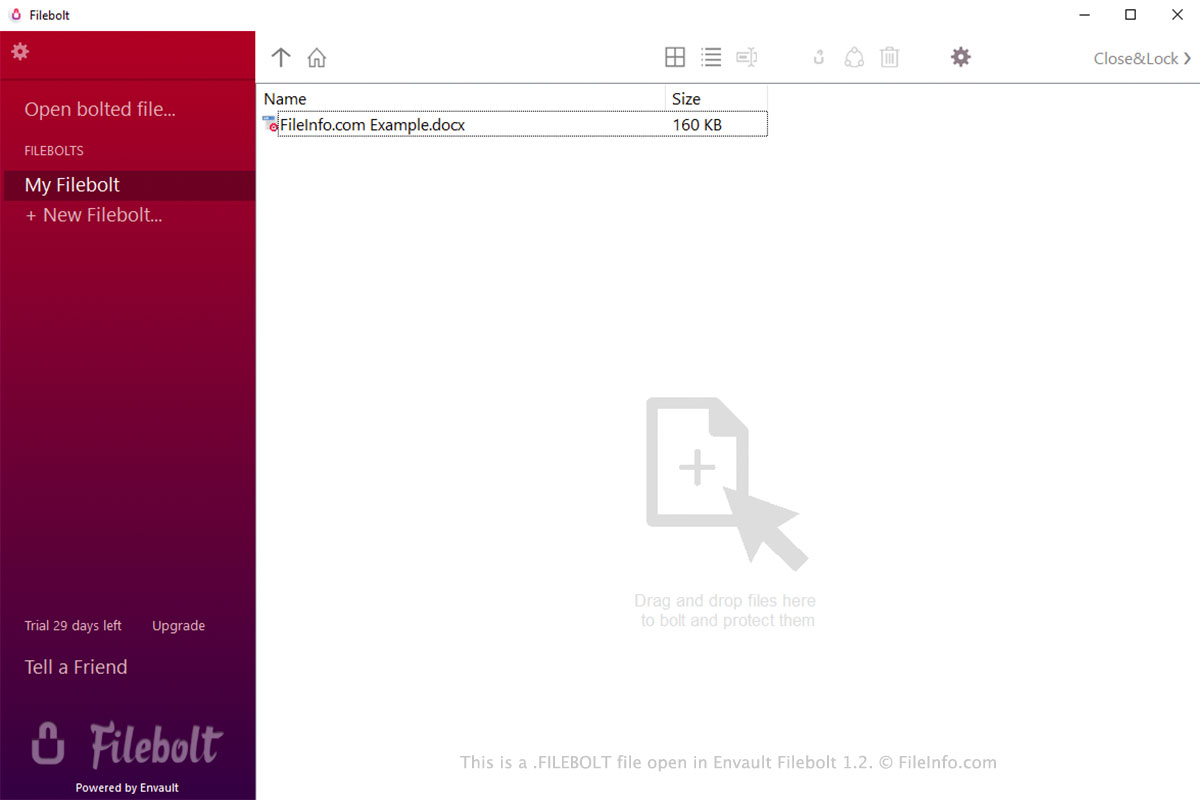 Filebolt
Close&Lock
Open bolted file...
FILEBOLTS
My Filebolt
+ New Filebolt...
Name Size
FileInfo.com Example.docx 160 KB
Drag and drop files here
to bolt and protect them
Trial 29 days left Upgrade
Tell a Friend
Filebolt
Powered by Envault
This is a .FILEBOLT file open in Envault Filebolt 1.2. © FileInfo.com